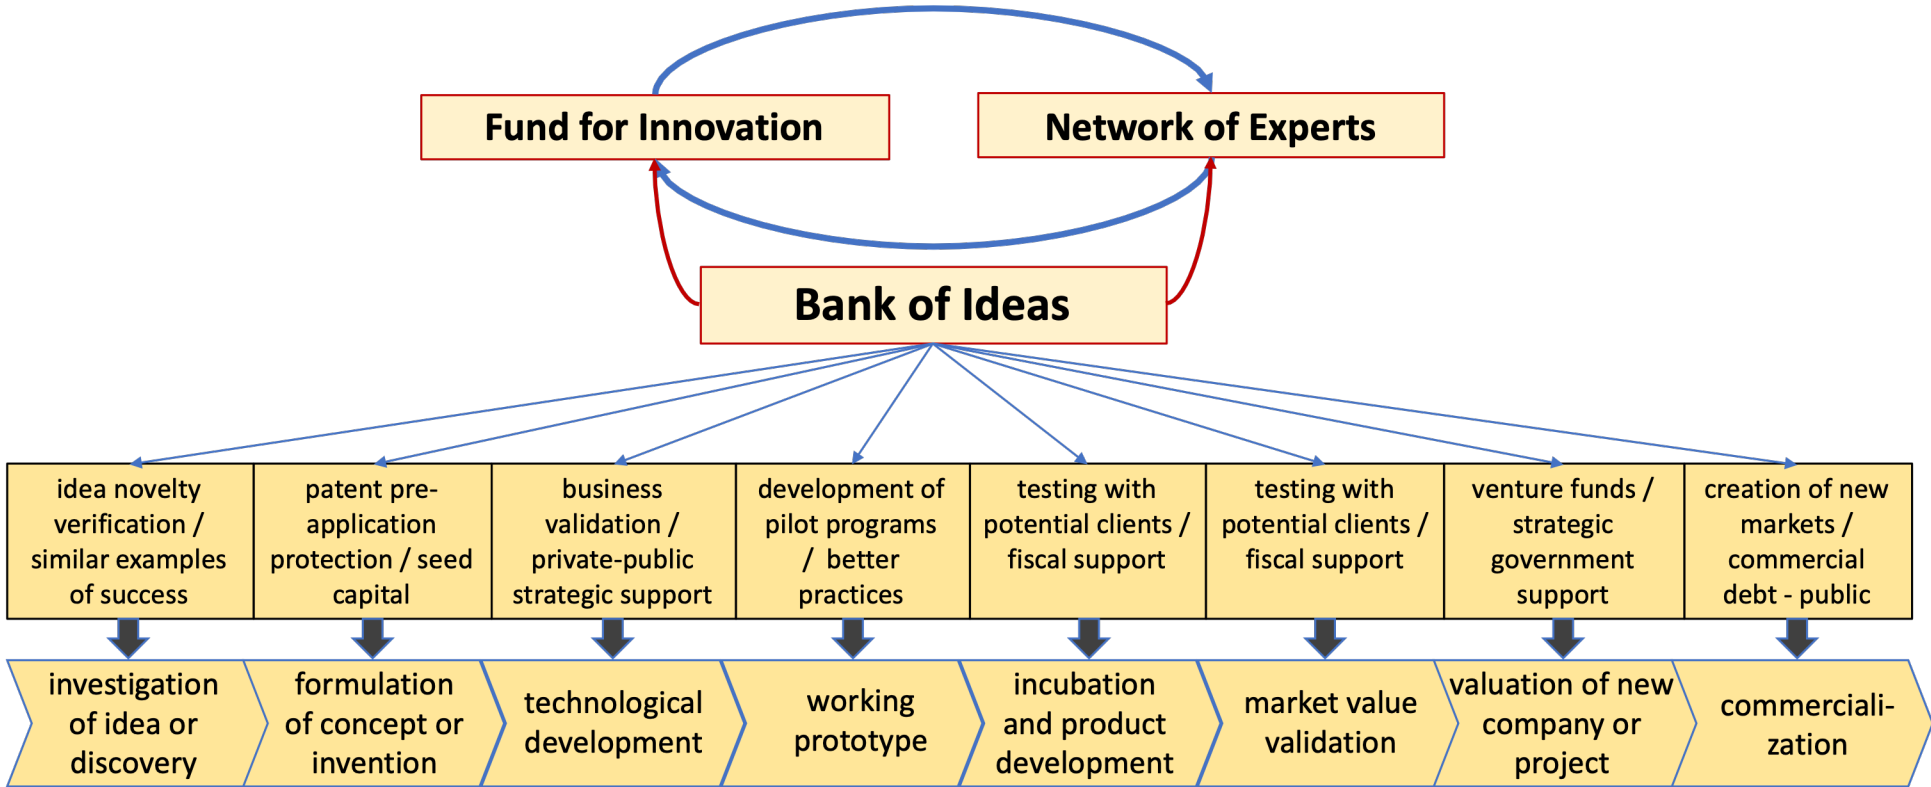 Fund for Innovation
Network of Experts
Bank of Ideas
idea novelty
verification /
similar examples
of success
patent pre-
application
protection / seed
capital
business
validation /
private-public
strategic support
development of
pilot programs
/ better
practices
testing with
potential clients /
fiscal support
testing with
potential clients /
fiscal support
venture funds /
strategic
government
support
creation of new
markets /
commercial
debt - public
investigation
of idea or
discovery
formulation
of concept or
invention
technological
development
working
prototype
incubation
and product
development
market value
validation
valuation of new
company or
project
commerciali-
zation